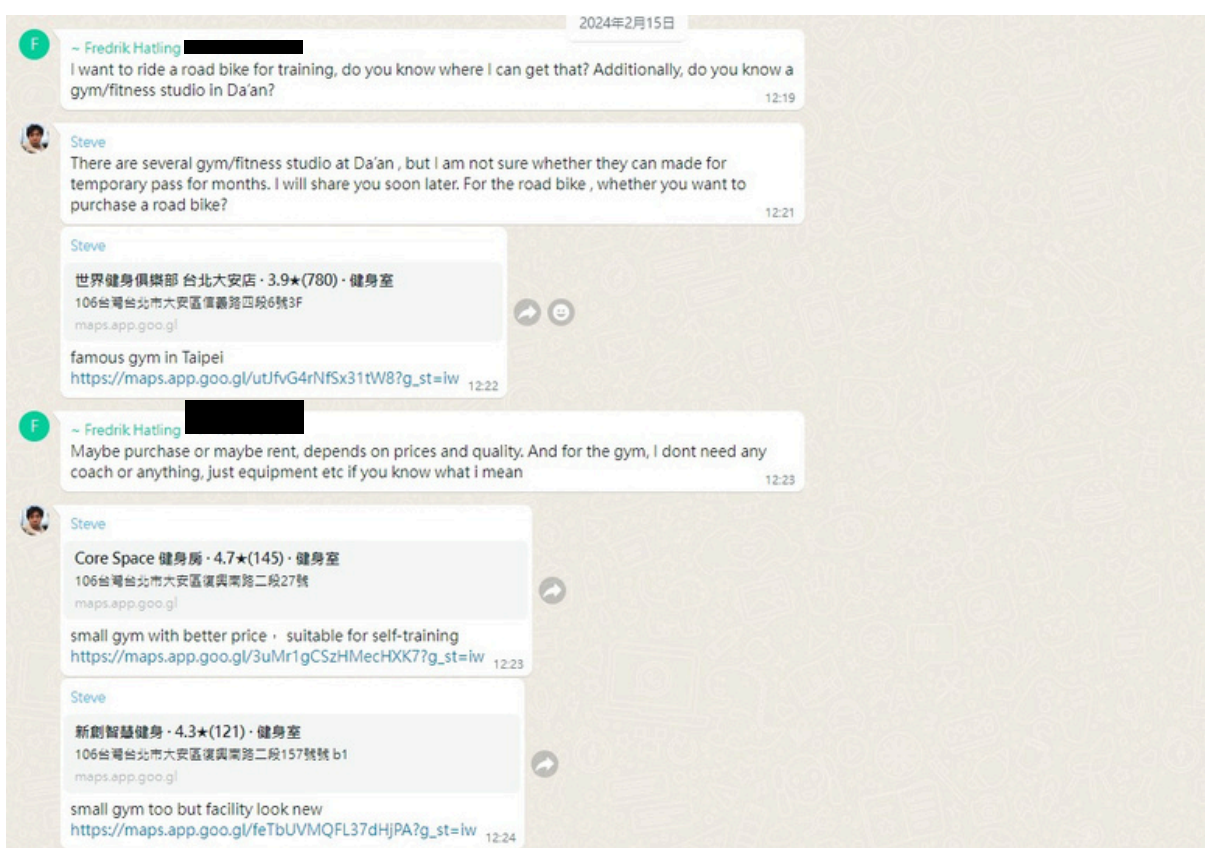 2024年2月15日
F
~ Fredrik Hatling
I want to ride a road bike for training, do you know where I can get that? Additionally, do you know a
gym/fitness studio in Da'an?
12:19
Steve
There are several gym/fitness studio at Da'an , but I am not sure whether they can made for
temporary pass for months. I will share you soon later. For the road bike , whether you want to
purchase a road bike?
12:21
Steve
世界健身俱樂部 台北大安店 · 3.9★(780) · 健身室
106台灣台北市大安區信義路四段6號3F
maps.app.goo.gl
famous gym in Taipei
https://maps.app.goo.gl/utJfvG4rNfSx31tW8?g_st=iw
12:22
F
~ Fredrik Hatling
Maybe purchase or maybe rent, depends on prices and quality. And for the gym, I dont need any
coach or anything, just equipment etc if you know what i mean
12:23
Steve
Core Space 健身房 · 4.7★(145) · 健身室
106台灣台北市大安區復興南路二段27號
maps.app.goo.gl
small gym with better price， suitable for self-training
https://maps.app.goo.gl/3uMr1gCSzHMecHXK7?g_st=iw
12:23
Steve
新創智慧健身 · 4.3★(121) · 健身室
106台灣台北市大安區復興南路二段157號號 b1
maps.app.goo.gl
small gym too but facility look new
https://maps.app.goo.gl/feTbUVMQFL37dHjPA?g_st=iw
12:24